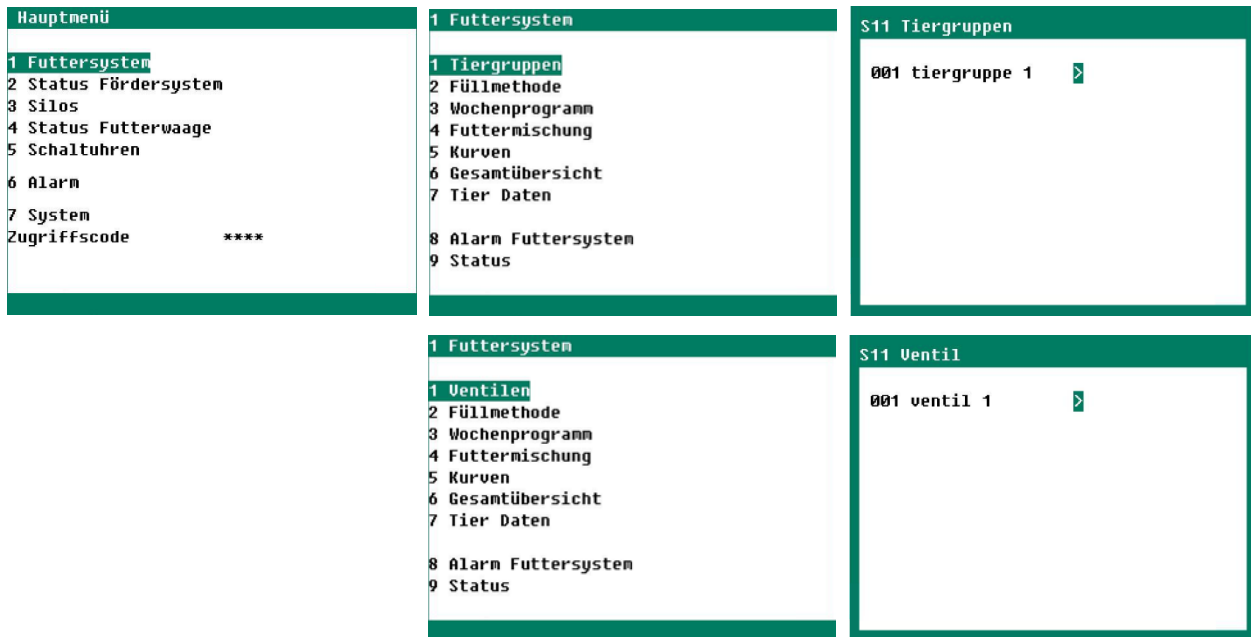 Hauptmenü
1 Futtersystem
2 Status Fördersystem
3 Silos
4 Status Futterwaage
5 Schaltuhren
6 Alarm
7 System
Zugriffscode ****
1 Futtersystem
1 Tiergruppen
2 Füllmethode
3 Wochenprogramm
4 Futtermischung
5 Kurven
6 Gesamtübersicht
7 Tier Daten
8 Alarm Futtersystem
9 Status
S11 Tiergruppen
001 tiergruppe 1 >
1 Futtersystem
1 Ventilen
2 Füllmethode
3 Wochenprogramm
4 Futtermischung
5 Kurven
6 Gesamtübersicht
7 Tier Daten
8 Alarm Futtersystem
9 Status
S11 Ventil
001 ventil 1 >